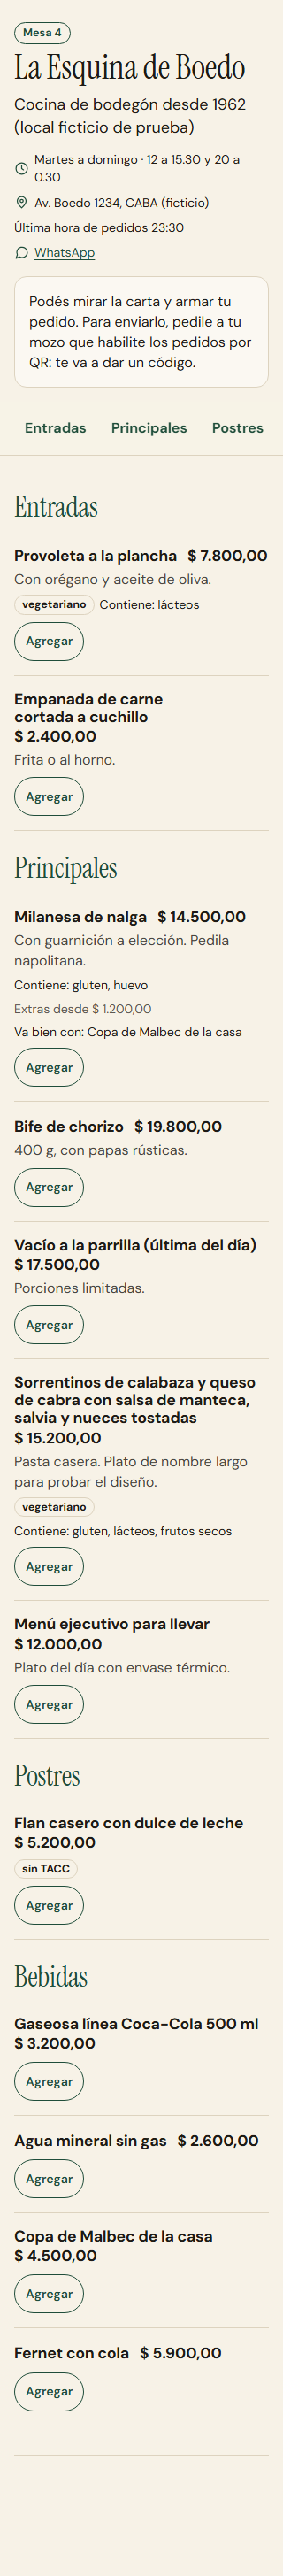 Mesa 4
La Esquina de Boedo
Cocina de bodegón desde 1962
(local ficticio de prueba)
Martes a domingo · 12 a 15.30 y 20 a
0.30
Av. Boedo 1234, CABA (ficticio)
Última hora de pedidos 23:30
WhatsApp
Podés mirar la carta y armar tu
pedido. Para enviarlo, pedile a tu
mozo que habilite los pedidos por
QR: te va a dar un código.
Entradas Principales Postres
Entradas
Provoleta a la plancha $ 7.800,00
Con orégano y aceite de oliva.
vegetariano Contiene: lácteos
Agregar
Empanada de carne
cortada a cuchillo
$ 2.400,00
Frita o al horno.
Agregar
Principales
Milanesa de nalga $ 14.500,00
Con guarnición a elección. Pedila
napolitana.
Contiene: gluten, huevo
Extras desde $ 1.200,00
Va bien con: Copa de Malbec de la casa
Agregar
Bife de chorizo $ 19.800,00
400 g, con papas rústicas.
Agregar
Vacío a la parrilla (última del día)
$ 17.500,00
Porciones limitadas.
Agregar
Sorrentinos de calabaza y queso
de cabra con salsa de manteca,
salvia y nueces tostadas
$ 15.200,00
Pasta casera. Plato de nombre largo
para probar el diseño.
vegetariano
Contiene: gluten, lácteos, frutos secos
Agregar
Menú ejecutivo para llevar
$ 12.000,00
Plato del día con envase térmico.
Agregar
Postres
Flan casero con dulce de leche
$ 5.200,00
sin TACC
Agregar
Bebidas
Gaseosa línea Coca-Cola 500 ml
$ 3.200,00
Agregar
Agua mineral sin gas $ 2.600,00
Agregar
Copa de Malbec de la casa
$ 4.500,00
Agregar
Fernet con cola $ 5.900,00
Agregar